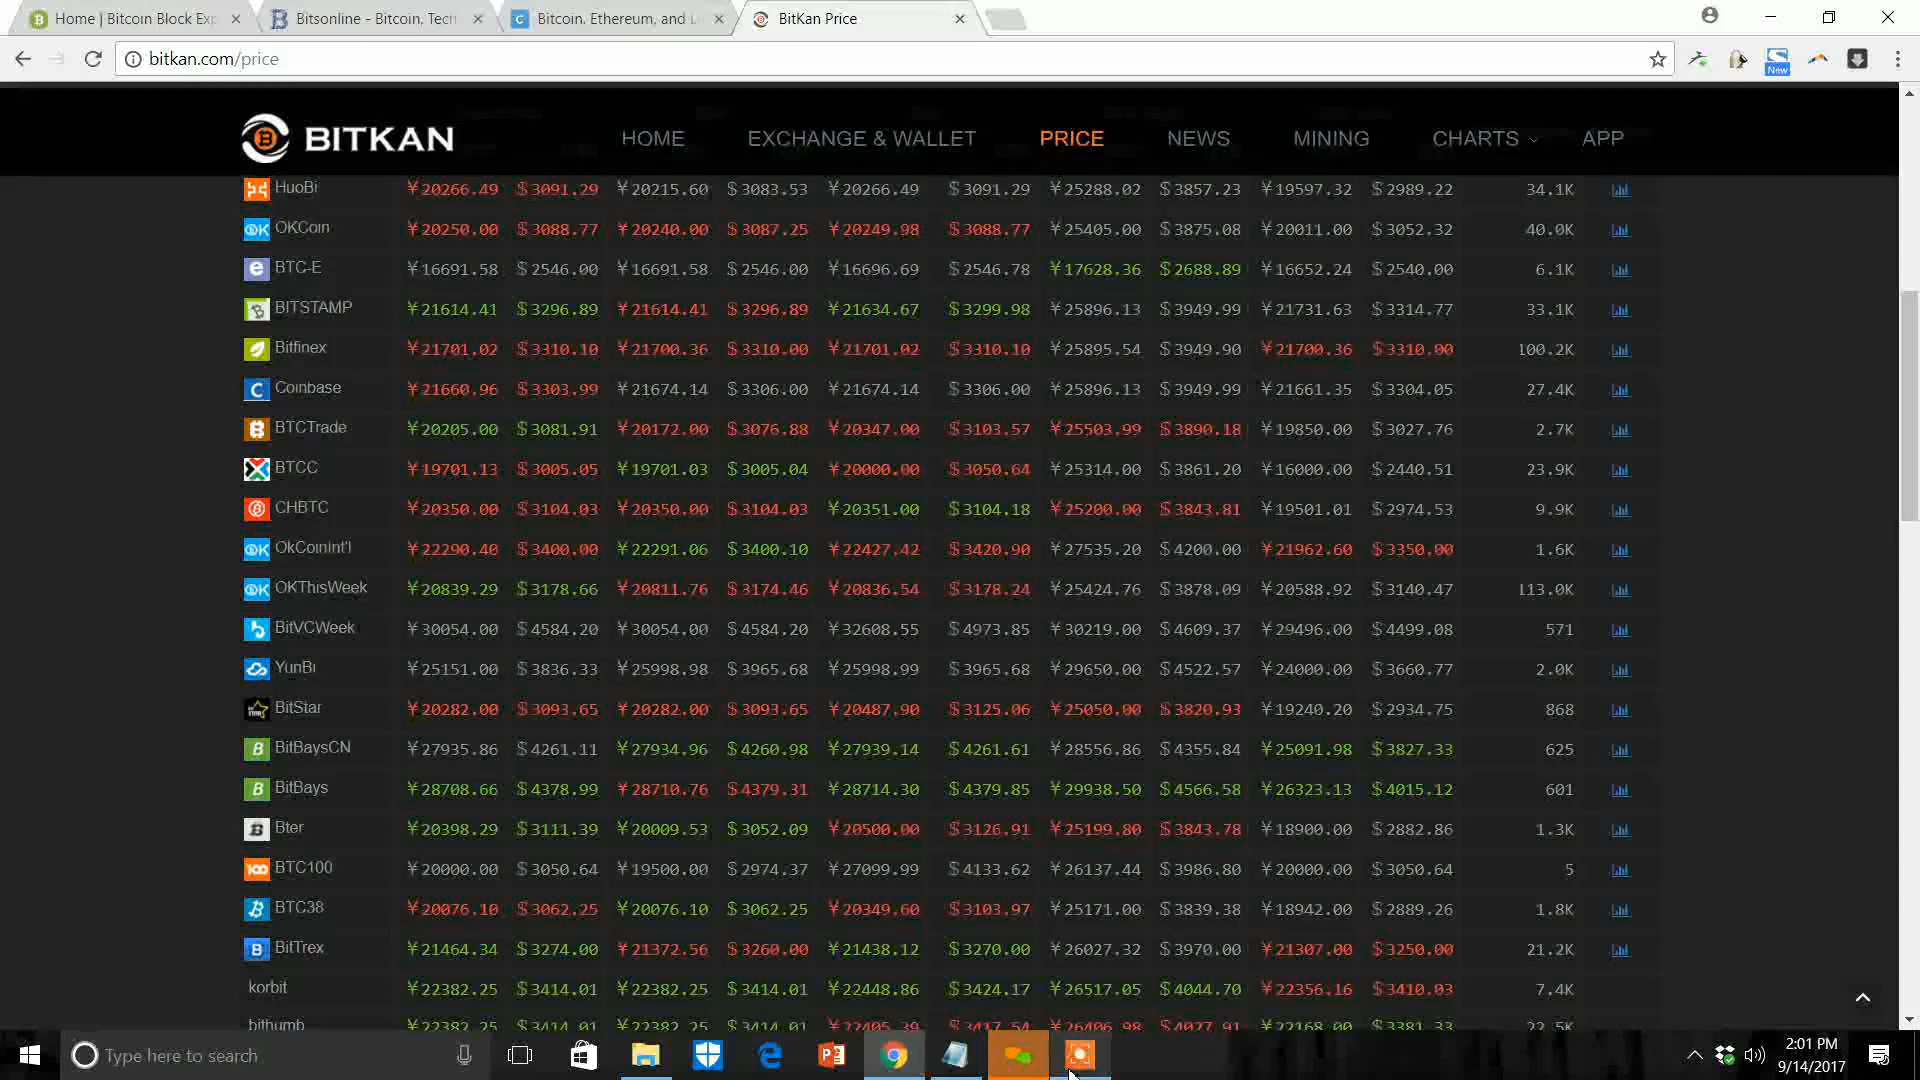 Home | Bitcoin Block Exp
Bitsonline - Bitcoin, Tech
Bitcoin, Ethereum, and L
BitKan Price
bitkan.com/price
New
BITKAN HOME EXCHANGE & WALLET PRICE NEWS MINING CHARTS APP
HuoBi ¥20266.49 $3091.29 ¥20215.60 $3083.53 ¥20266.49 $3091.29 ¥25288.02 $3857.23 ¥19597.32 $2989.22 34.1K
OKCoin ¥20250.00 $3088.77 ¥20240.00 $3087.25 ¥20249.98 $3088.77 ¥25405.00 $3875.08 ¥20011.00 $3052.32 40.0K
BTC-E ¥16691.58 $2546.00 ¥16691.58 $2546.00 ¥16696.69 $2546.78 ¥17628.36 $2688.89 ¥16652.24 $2540.00 6.1K
BITSTAMP ¥21614.41 $3296.89 ¥21614.41 $3296.89 ¥21634.67 $3299.98 ¥25896.13 $3949.99 ¥21731.63 $3314.77 33.1K
Bitfinex ¥21701.02 $3310.10 ¥21700.36 $3310.00 ¥21701.02 $3310.10 ¥25895.54 $3949.90 ¥21700.36 $3310.00 100.2K
Coinbase ¥21660.96 $3303.99 ¥21674.14 $3306.00 ¥21674.14 $3306.00 ¥25896.13 $3949.99 ¥21661.35 $3304.05 27.4K
BTCTrade ¥20205.00 $3081.91 ¥20172.00 $3076.88 ¥20347.00 $3103.57 ¥25503.99 $3890.18 ¥19850.00 $3027.76 2.7K
BTCC ¥19701.13 $3005.05 ¥19701.03 $3005.04 ¥20000.00 $3050.64 ¥25314.00 $3861.20 ¥16000.00 $2440.51 23.9K
CHBTC ¥20350.00 $3104.03 ¥20350.00 $3104.03 ¥20351.00 $3104.18 ¥25200.00 $3843.81 ¥19501.01 $2974.53 9.9K
OkCoinInt'l ¥22290.40 $3400.00 ¥22291.06 $3400.10 ¥22427.42 $3420.90 ¥27535.20 $4200.00 ¥21962.60 $3350.00 1.6K
OKThisWeek ¥20839.29 $3178.66 ¥20811.76 $3174.46 ¥20836.54 $3178.24 ¥25424.76 $3878.09 ¥20588.92 $3140.47 113.0K
BitVCWeek ¥30054.00 $4584.20 ¥30054.00 $4584.20 ¥32608.55 $4973.85 ¥30219.00 $4609.37 ¥29496.00 $4499.08 571
YunBi ¥25151.00 $3836.33 ¥25998.98 $3965.68 ¥25998.99 $3965.68 ¥29650.00 $4522.57 ¥24000.00 $3660.77 2.0K
BitStar ¥20282.00 $3093.65 ¥20282.00 $3093.65 ¥20487.90 $3125.06 ¥25050.00 $3820.93 ¥19240.20 $2934.75 868
BitBaysCN ¥27935.86 $4261.11 ¥27934.96 $4260.98 ¥27939.14 $4261.61 ¥28556.86 $4355.84 ¥25091.98 $3827.33 625
BitBays ¥28708.66 $4378.99 ¥28710.76 $4379.31 ¥28714.30 $4379.85 ¥29938.50 $4566.58 ¥26323.13 $4015.12 601
Bter ¥20398.29 $3111.39 ¥20009.53 $3052.09 ¥20500.00 $3126.91 ¥25199.80 $3843.78 ¥18900.00 $2882.86 1.3K
BTC100 ¥20000.00 $3050.64 ¥19500.00 $2974.37 ¥27099.99 $4133.62 ¥26137.44 $3986.80 ¥20000.00 $3050.64 5
BTC38 ¥20076.10 $3062.25 ¥20076.10 $3062.25 ¥20349.60 $3103.97 ¥25171.00 $3839.38 ¥18942.00 $2889.26 1.8K
BitTrex ¥21464.34 $3274.00 ¥21372.56 $3260.00 ¥21438.12 $3270.00 ¥26027.32 $3970.00 ¥21307.00 $3250.00 21.2K
korbit ¥22382.25 $3414.01 ¥22382.25 $3414.01 ¥22448.86 $3424.17 ¥26517.05 $4044.70 ¥22356.16 $3410.03 7.4K
bithumb ¥22382.25 $3414.01 ¥22382.25 $3414.01 ¥22405.39 $3417.54 ¥26406.98 $4027.91 ¥22168.00 $3381.33 22.5K
Type here to search
2:01 PM
9/14/2017